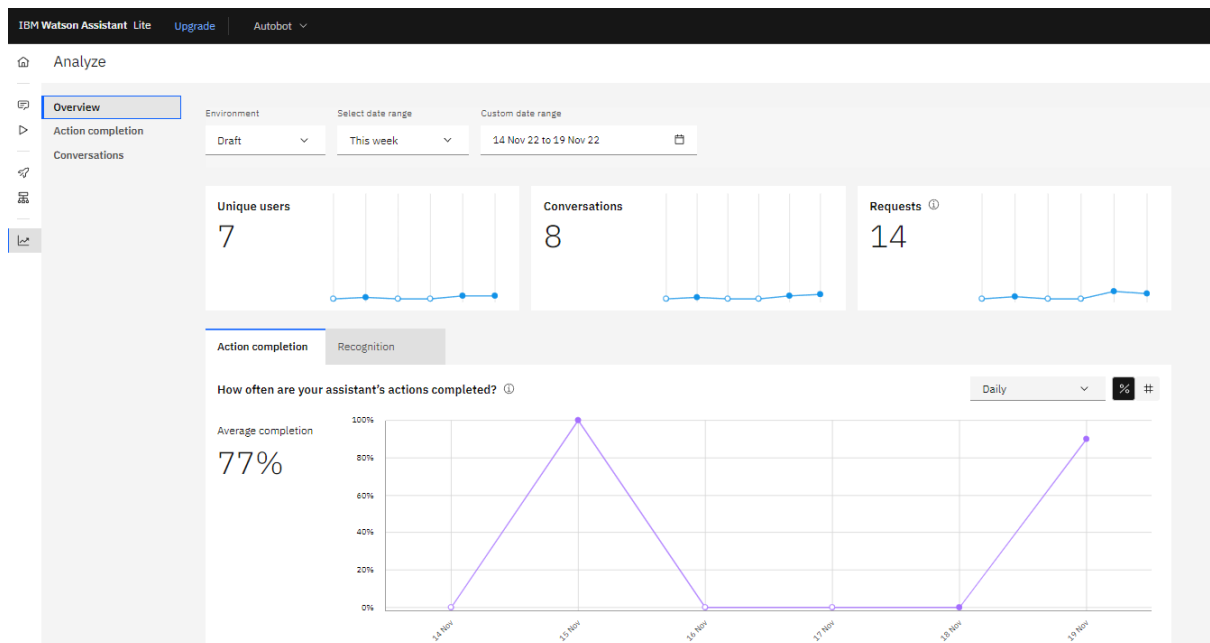 IBM Watson Assistant Lite Upgrade Autobot
Analyze
Overview
Action completion
Conversations
Environment Select date range Custom date range
Draft This week 14 Nov 22 to 19 Nov 22
Unique users
7
Conversations
8
Requests
14
Action completion Recognition
How often are your assistant's actions completed? Daily % #
Average completion
77%
100%
80%
60%
40%
20%
0%
14 Nov 15 Nov 16 Nov 17 Nov 18 Nov 19 Nov